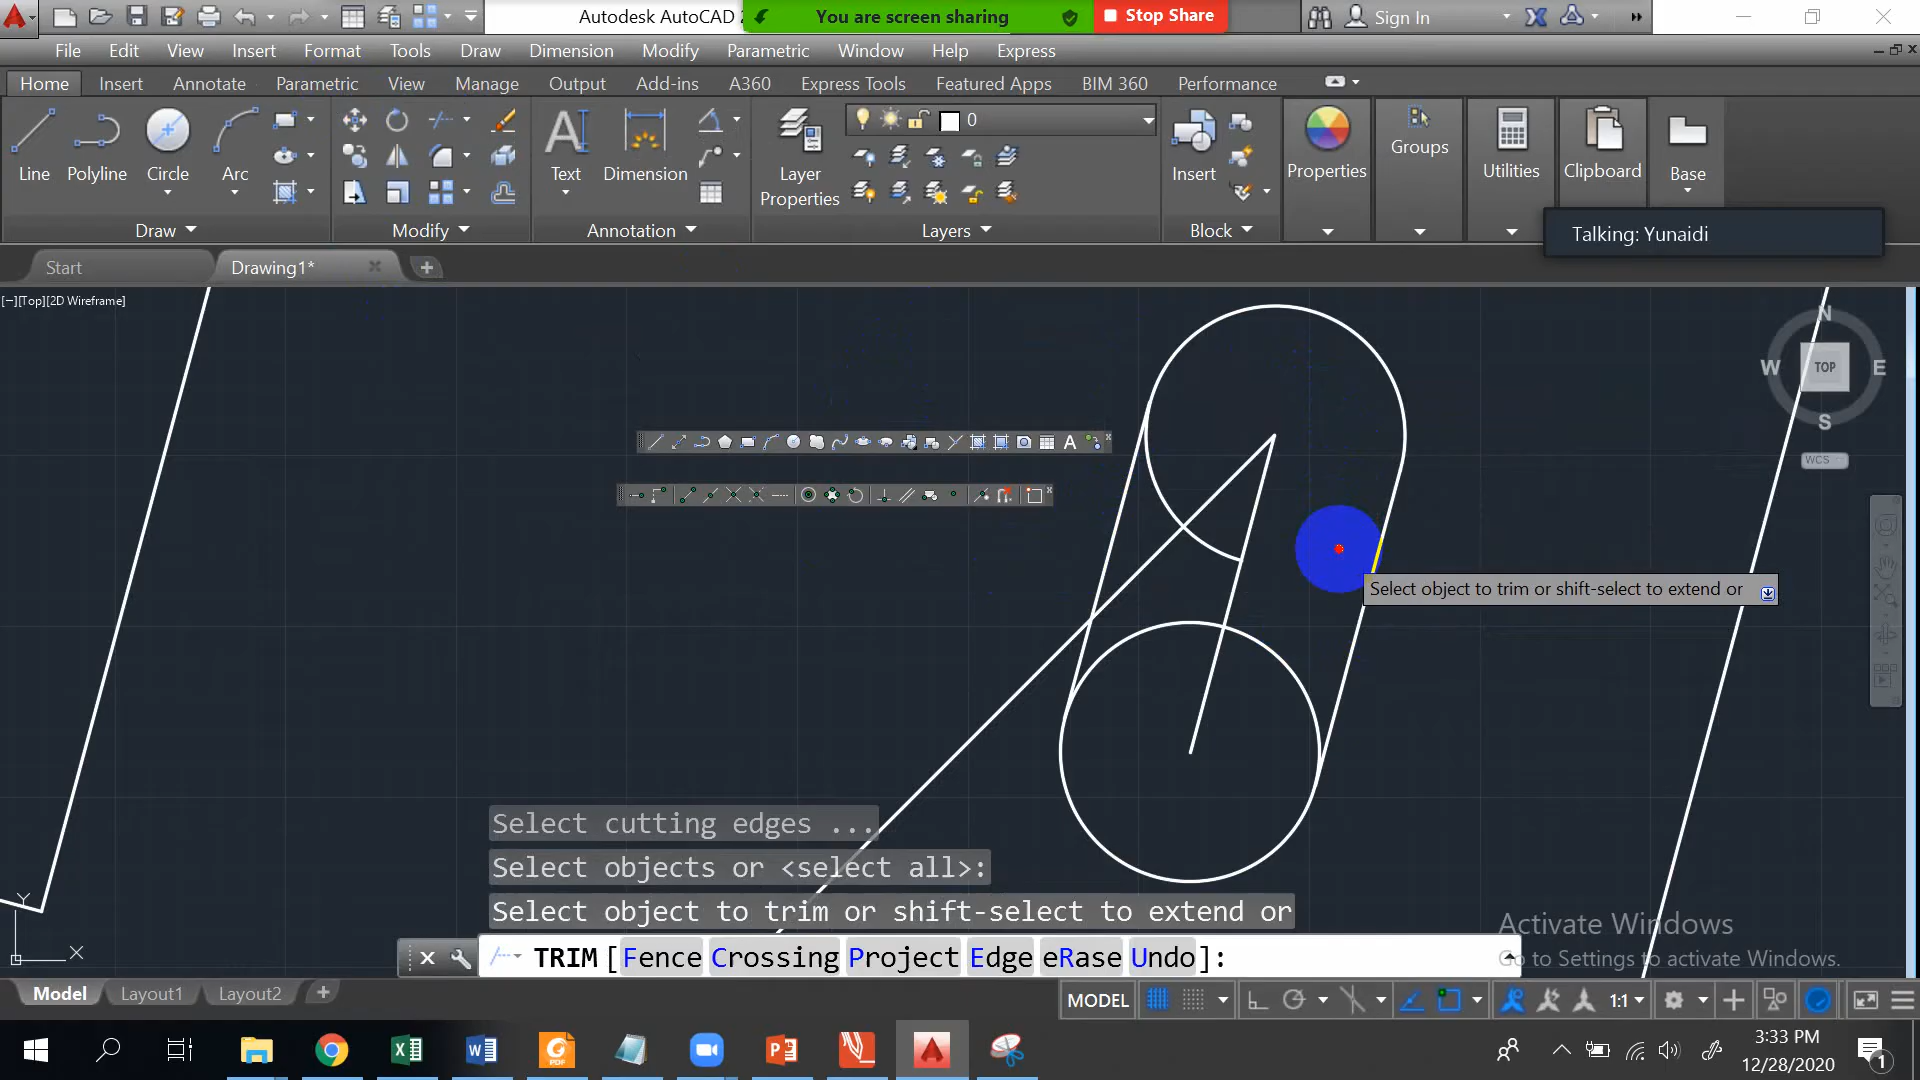 Autodesk AutoCAD 2
You are screen sharing
Stop Share
Sign In
File Edit View Insert Format Tools Draw Dimension Modify Parametric Window Help Express
Home Insert Annotate Parametric View Manage Output Add-ins A360 Express Tools Featured Apps BIM 360 Performance
0
Line Polyline Circle Arc
Text Dimension
Layer
Properties
Insert
Properties
Groups
Utilities
Clipboard
Base
Draw Modify Annotation Layers Block
Talking: Yunaidi
Start Drawing1*
[−][Top][2D Wireframe]
N
W TOP E
S
WCS
A
Select object to trim or shift-select to extend or
Select cutting edges ...
Select objects or <select all>:
Select object to trim or shift-select to extend or
TRIM [Fence Crossing Project Edge eRase Undo]:
Y
X
Activate Windows
Go to Settings to activate Windows.
Model Layout1 Layout2
MODEL 1:1
3:33 PM
12/28/2020
1